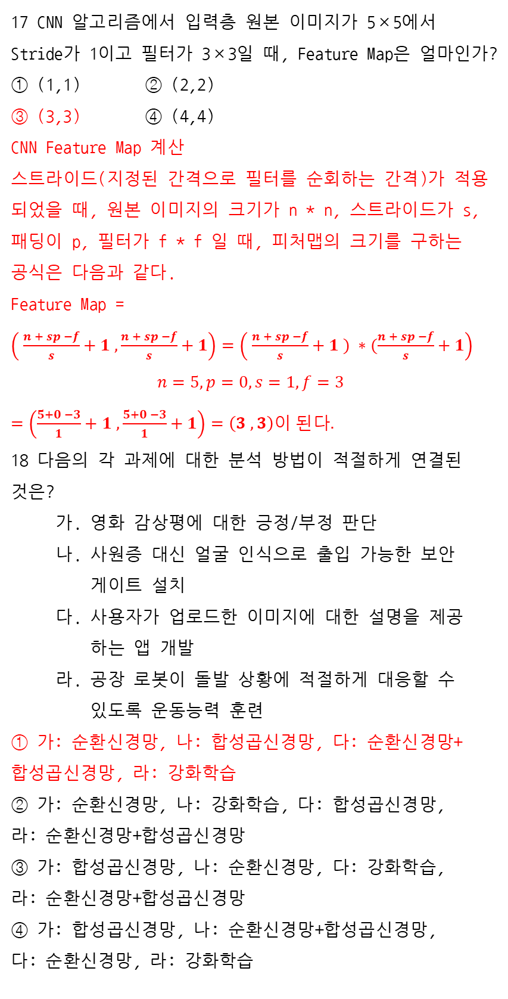 17 CNN 알고리즘에서 입력층 원본 이미지가 5×5에서
Stride가 1이고 필터가 3×3일 때, Feature Map은 얼마인가?
① (1,1) ② (2,2)
③ (3,3) ④ (4,4)
CNN Feature Map 계산
스트라이드(지정된 간격으로 필터를 순회하는 간격)가 적용
되었을 때, 원본 이미지의 크기가 n * n, 스트라이드가 s,
패딩이 p, 필터가 f * f 일 때, 피처맵의 크기를 구하는
공식은 다음과 같다.
Feature Map =
((n + sp −f)/s + 1 , (n + sp −f)/s + 1) = ((n + sp −f)/s + 1 ) * ((n + sp −f)/s + 1)
n = 5, p = 0, s = 1, f = 3
= ((5+0 −3)/1 + 1 , (5+0 −3)/1 + 1) = (3 , 3)이 된다.
18 다음의 각 과제에 대한 분석 방법이 적절하게 연결된
것은?
가. 영화 감상평에 대한 긍정/부정 판단
나. 사원증 대신 얼굴 인식으로 출입 가능한 보안
게이트 설치
다. 사용자가 업로드한 이미지에 대한 설명을 제공
하는 앱 개발
라. 공장 로봇이 돌발 상황에 적절하게 대응할 수
있도록 운동능력 훈련
① 가: 순환신경망, 나: 합성곱신경망, 다: 순환신경망+
합성곱신경망, 라: 강화학습
② 가: 순환신경망, 나: 강화학습, 다: 합성곱신경망,
라: 순환신경망+합성곱신경망
③ 가: 합성곱신경망, 나: 순환신경망, 다: 강화학습,
라: 순환신경망+합성곱신경망
④ 가: 합성곱신경망, 나: 순환신경망+합성곱신경망,
다: 순환신경망, 라: 강화학습